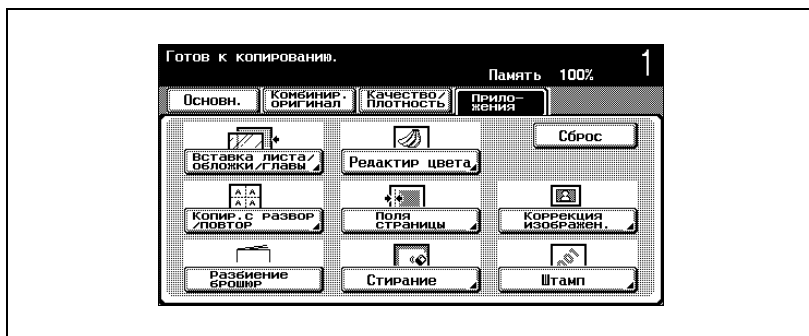 Готов к копированию.
Память 100%
1
Основн.
Комбинир.
оригинал
Качество/
Плотность
Прило-
жения
Сброс
Вставка листа/
обложки/главы
Редактир цвета
A A
A A
Копир.с развор
/повтор
Поля
страницы
Коррекция
изображен.
001
Разбиение
брошюр
Стирание
Штамп